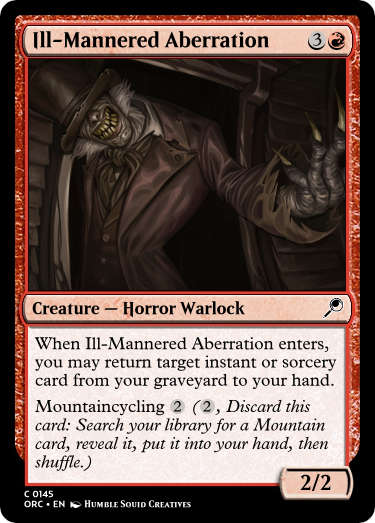 Ill-Mannered Aberration 3
Creature — Horror Warlock
When Ill-Mannered Aberration enters,
you may return target instant or sorcery
card from your graveyard to your hand.
Mountaincycling 2 (2, Discard this
card: Search your library for a Mountain
card, reveal it, put it into your hand, then
shuffle.)
2/2
C 0145
ORC • EN Humble Squid Creatives